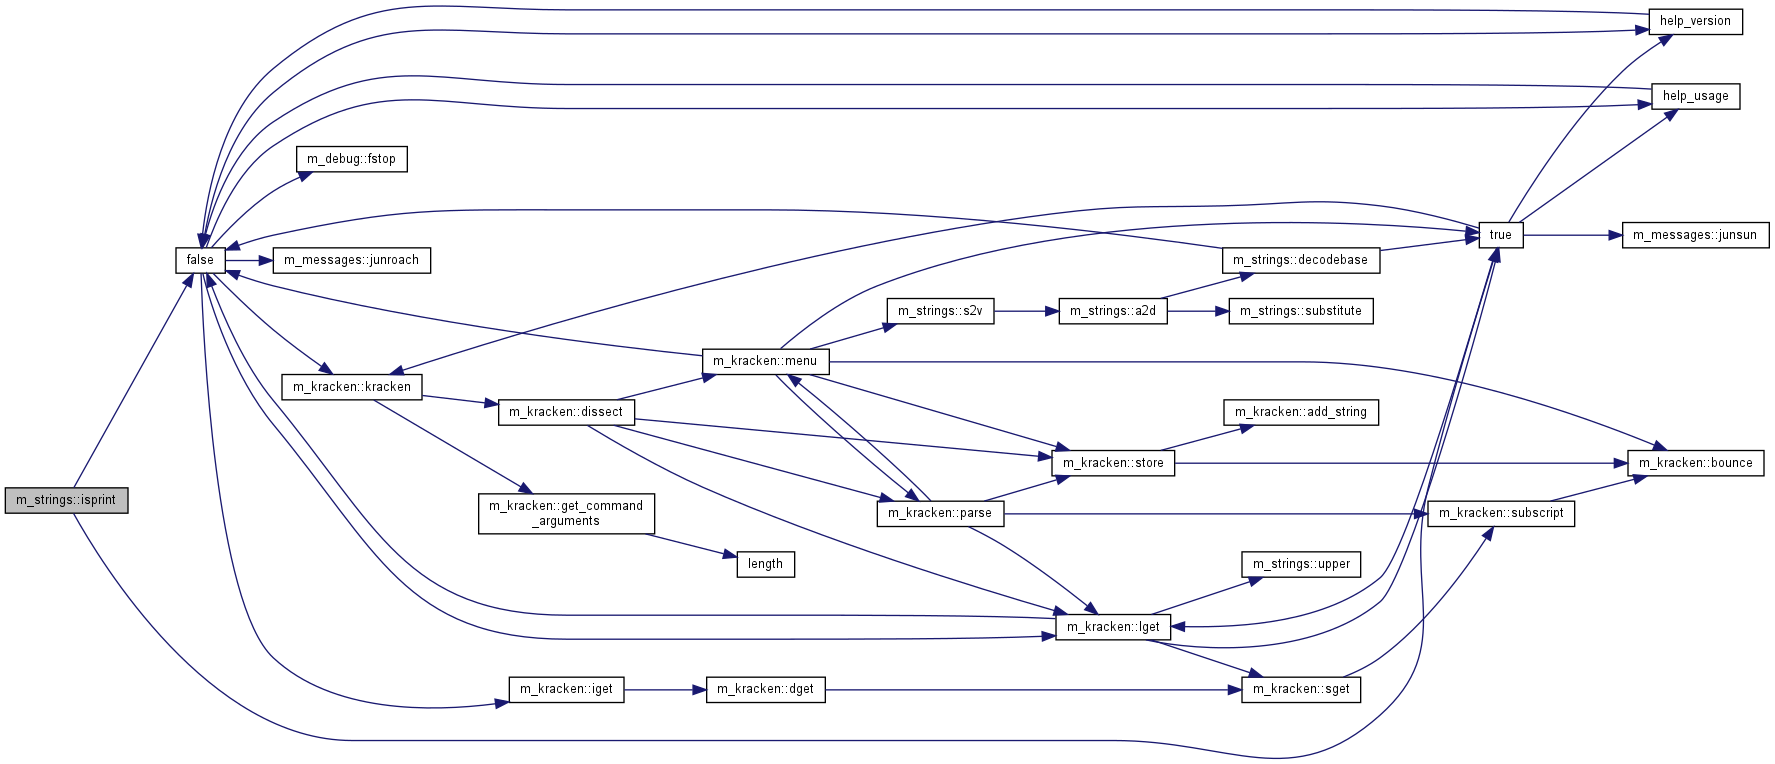 help_version
help_usage
m_debug::fstop
true
m_messages::junsun
false
m_messages::junroach
m_strings::decodebase
m_strings::s2v
m_strings::a2d
m_strings::substitute
m_kracken::menu
m_kracken::kracken
m_kracken::dissect
m_kracken::add_string
m_kracken::store
m_kracken::bounce
m_strings::isprint
m_kracken::get_command
_arguments
m_kracken::parse
m_kracken::subscript
length
m_strings::upper
m_kracken::lget
m_kracken::iget
m_kracken::dget
m_kracken::sget